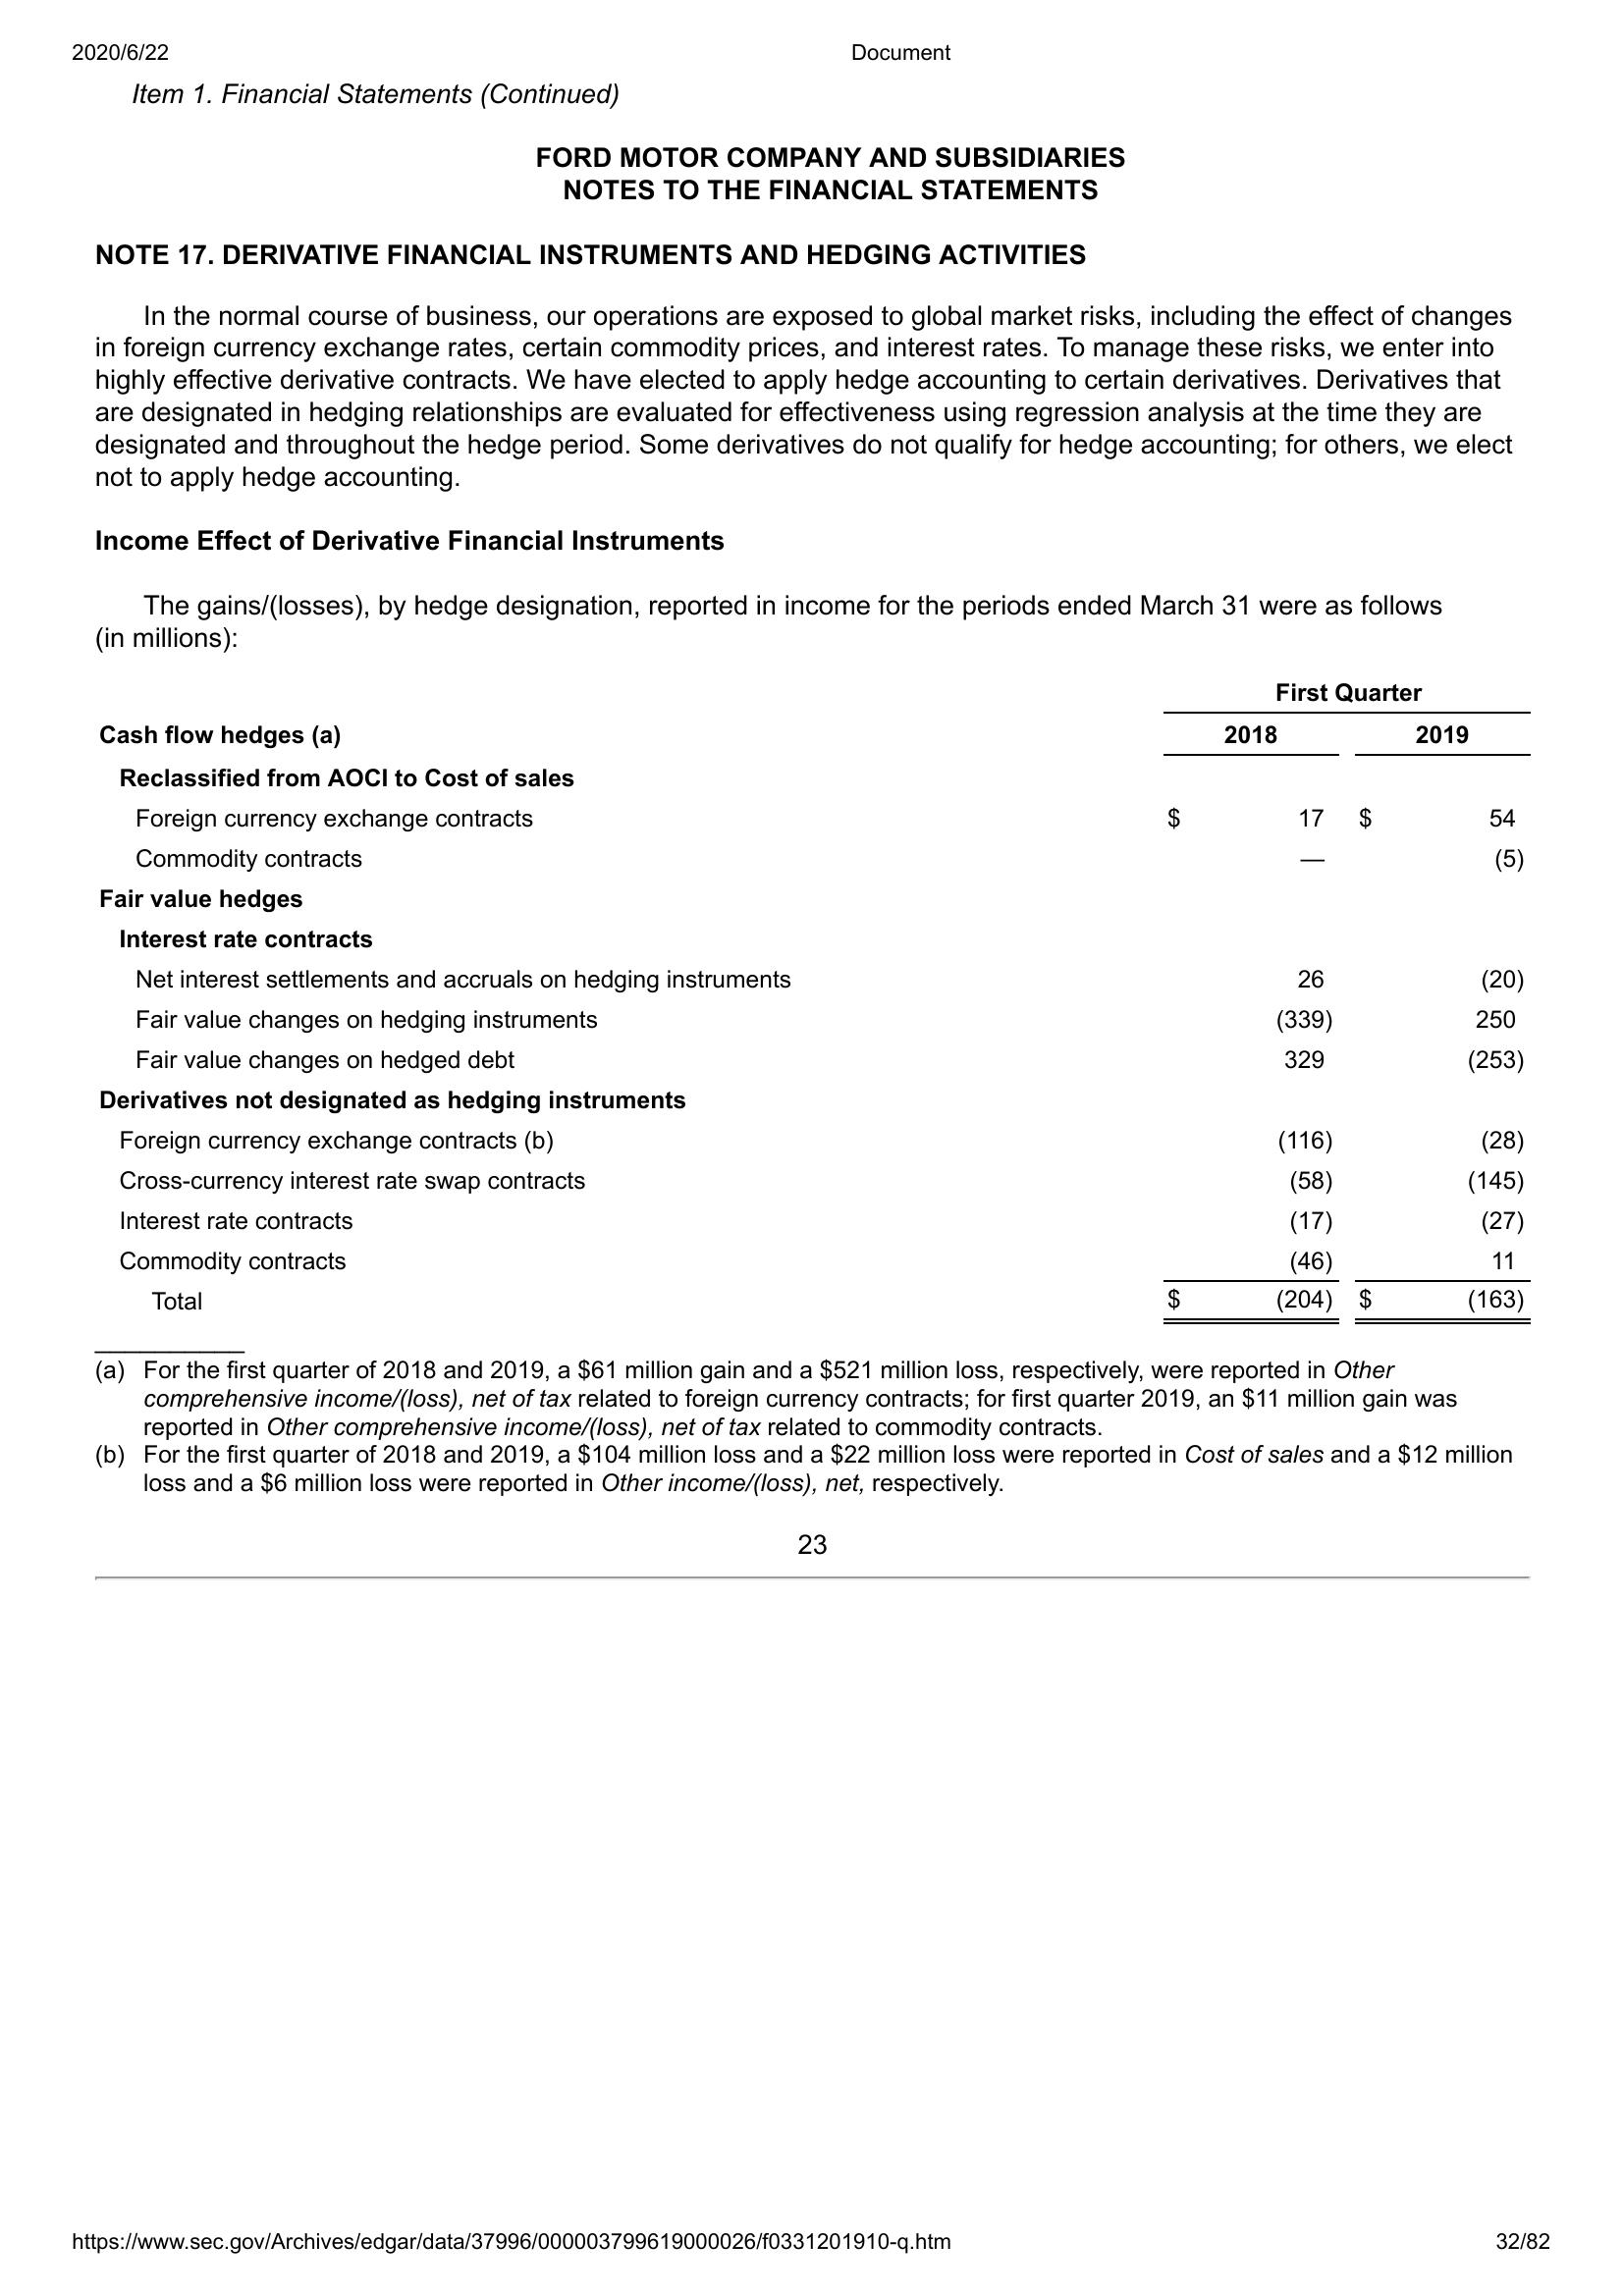 2020/6/22 Document
Item 1. Financial Statements (Continued)
FORD MOTOR COMPANY AND SUBSIDIARIES
NOTES TO THE FINANCIAL STATEMENTS
NOTE 17. DERIVATIVE FINANCIAL INSTRUMENTS AND HEDGING ACTIVITIES
In the normal course of business, our operations are exposed to global market risks, including the effect of changes
in foreign currency exchange rates, certain commodity prices, and interest rates. To manage these risks, we enter into
highly effective derivative contracts. We have elected to apply hedge accounting to certain derivatives. Derivatives that
are designated in hedging relationships are evaluated for effectiveness using regression analysis at the time they are
designated and throughout the hedge period. Some derivatives do not qualify for hedge accounting; for others, we elect
not to apply hedge accounting.
Income Effect of Derivative Financial Instruments
The gains/(losses), by hedge designation, reported in income for the periods ended March 31 were as follows
(in millions):
First Quarter
Cash flow hedges (a) 2018 2019
Reclassified from AOCI to Cost of sales
Foreign currency exchange contracts $ 17 $ 54
Commodity contracts — (5)
Fair value hedges
Interest rate contracts
Net interest settlements and accruals on hedging instruments 26 (20)
Fair value changes on hedging instruments (339) 250
Fair value changes on hedged debt 329 (253)
Derivatives not designated as hedging instruments
Foreign currency exchange contracts (b) (116) (28)
Cross-currency interest rate swap contracts (58) (145)
Interest rate contracts (17) (27)
Commodity contracts (46) 11
Total $ (204) $ (163)
(a) For the first quarter of 2018 and 2019, a $61 million gain and a $521 million loss, respectively, were reported in Other
comprehensive income/(loss), net of tax related to foreign currency contracts; for first quarter 2019, an $11 million gain was
reported in Other comprehensive income/(loss), net of tax related to commodity contracts.
(b) For the first quarter of 2018 and 2019, a $104 million loss and a $22 million loss were reported in Cost of sales and a $12 million
loss and a $6 million loss were reported in Other income/(loss), net, respectively.
23
https://www.sec.gov/Archives/edgar/data/37996/000003799619000026/f0331201910-q.htm 32/82